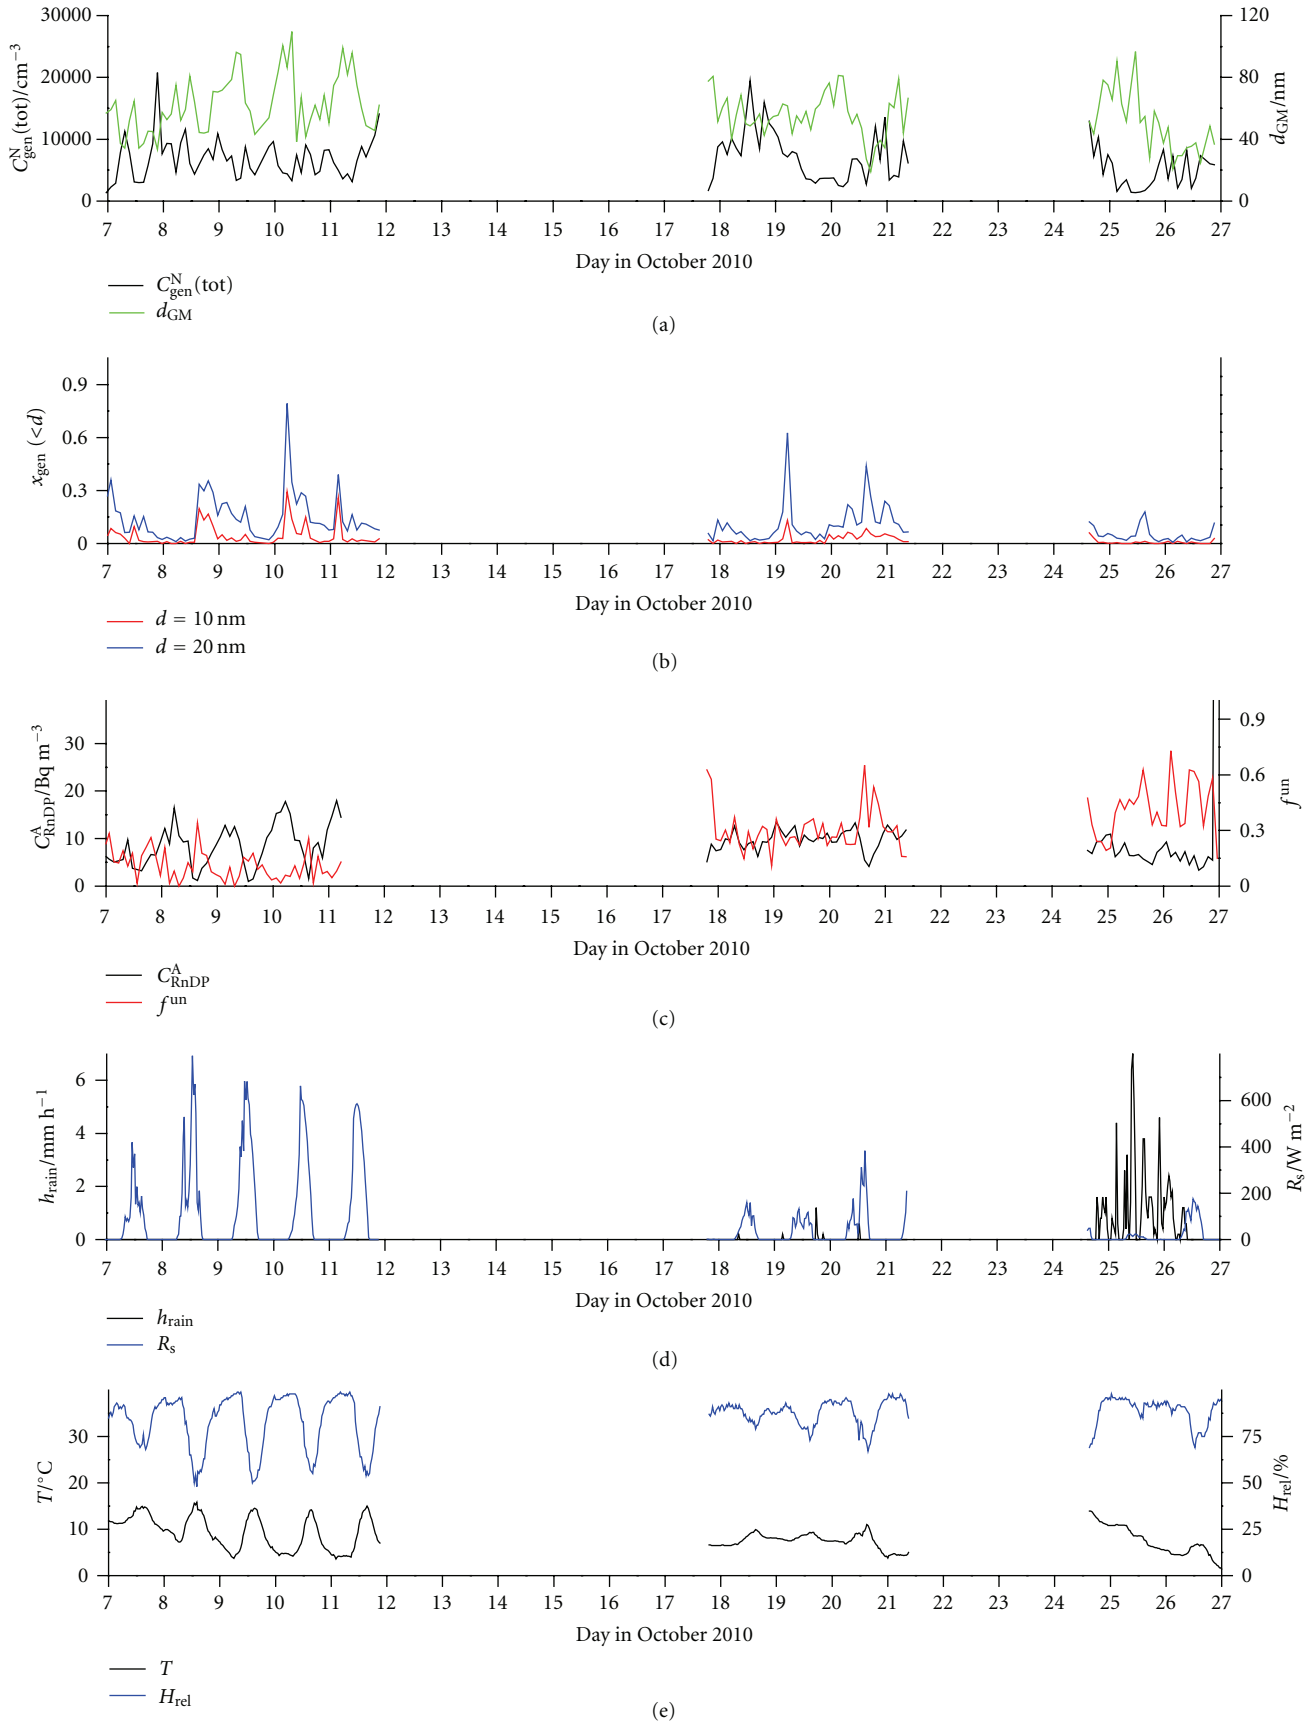 30000
20000
10000
0
C^N_gen(tot)/cm−3
120
80
40
0
d_GM/nm
7 8 9 10 11 12 13 14 15 16 17 18 19 20 21 22 23 24 25 26 27
Day in October 2010
C^N_gen(tot)
d_GM
(a)
0.9
0.6
0.3
0
x_gen (<d)
7 8 9 10 11 12 13 14 15 16 17 18 19 20 21 22 23 24 25 26 27
Day in October 2010
d = 10 nm
d = 20 nm
(b)
30
20
10
0
C^A_RnDP/Bq m−3
0.9
0.6
0.3
0
f^un
7 8 9 10 11 12 13 14 15 16 17 18 19 20 21 22 23 24 25 26 27
Day in October 2010
C^A_RnDP
f^un
(c)
6
4
2
0
h_rain/mm h−1
600
400
200
0
R_s/W m−2
7 8 9 10 11 12 13 14 15 16 17 18 19 20 21 22 23 24 25 26 27
Day in October 2010
h_rain
R_s
(d)
30
20
10
0
T/°C
75
50
25
0
H_rel/%
7 8 9 10 11 12 13 14 15 16 17 18 19 20 21 22 23 24 25 26 27
Day in October 2010
T
H_rel
(e)